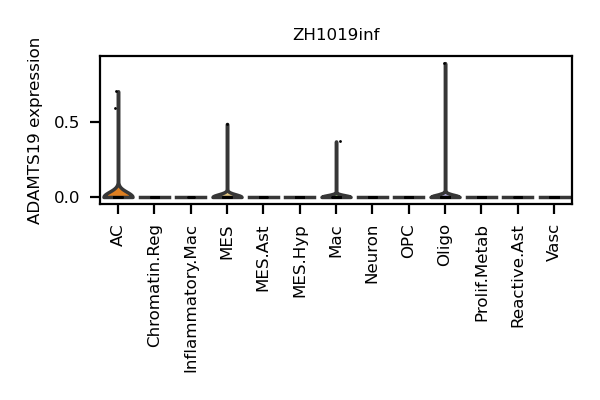 ZH1019inf
ADAMTS19 expression
0.5
0.0
AC
Chromatin.Reg
Inflammatory.Mac
MES
MES.Ast
MES.Hyp
Mac
Neuron
OPC
Oligo
Prolif.Metab
Reactive.Ast
Vasc